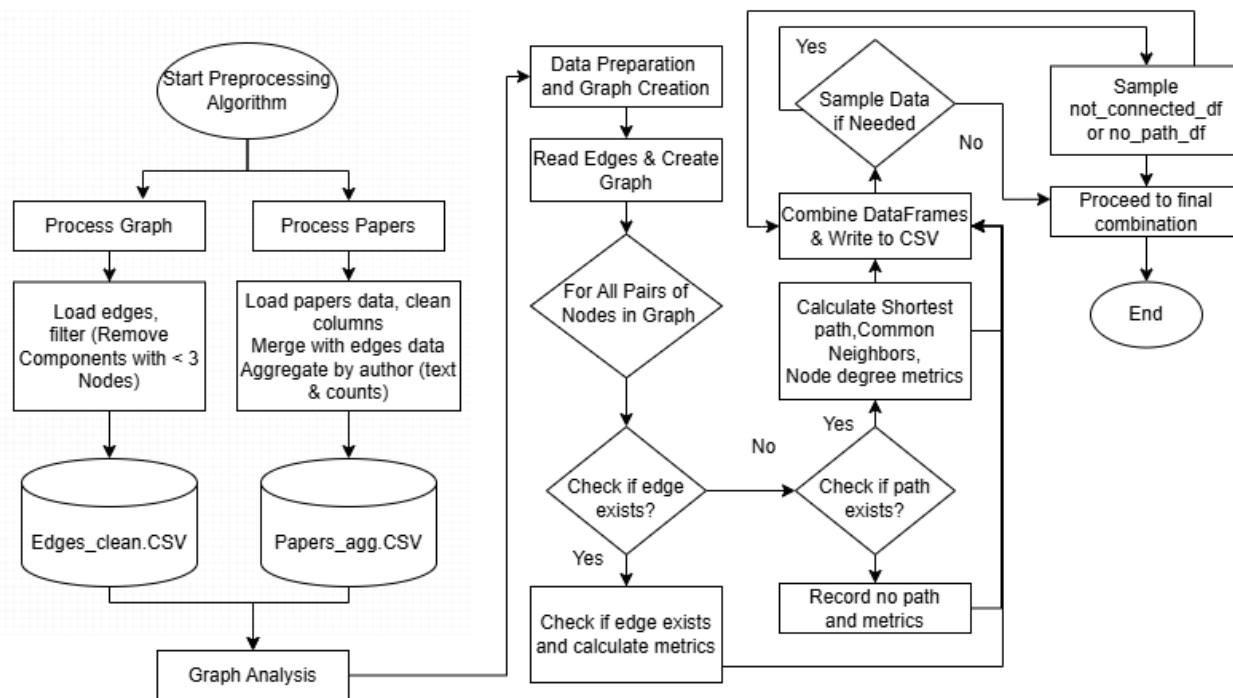 Start Preprocessing
Algorithm
Process Graph
Process Papers
Load edges,
filter (Remove
Components with < 3
Nodes)
Load papers data, clean
columns
Merge with edges data
Aggregate by author (text
& counts)
Edges_clean.CSV
Papers_agg.CSV
Graph Analysis
Data Preparation
and Graph Creation
Read Edges & Create
Graph
For All Pairs of
Nodes in Graph
Check if edge
exists?
Yes
No
Check if edge exists
and calculate metrics
Check if path
exists?
Yes
Record no path
and metrics
Calculate Shortest
path,Common
Neighbors,
Node degree metrics
Combine DataFrames
& Write to CSV
Sample Data
if Needed
Yes
No
Sample
not_connected_df
or no_path_df
Proceed to final
combination
End